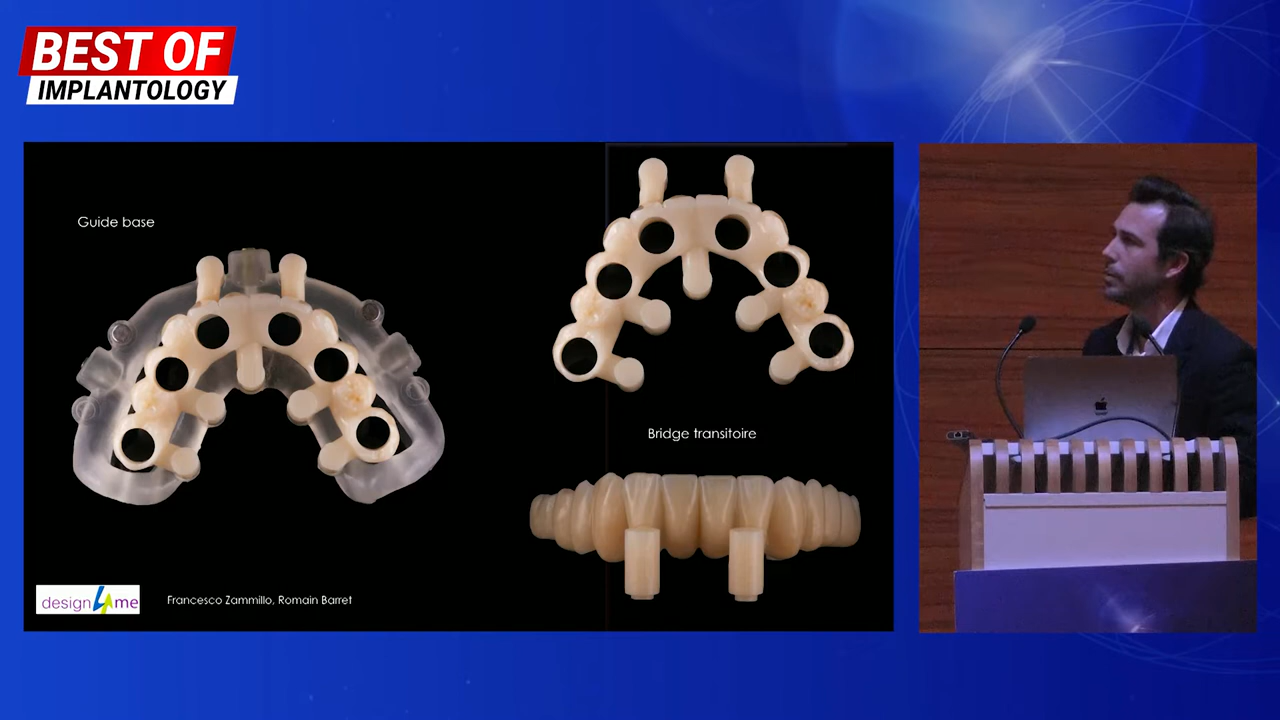 BEST OF
IMPLANTOLOGY
Guide base
Bridge transitoire
design4me
Francesco Zammillo, Romain Barret